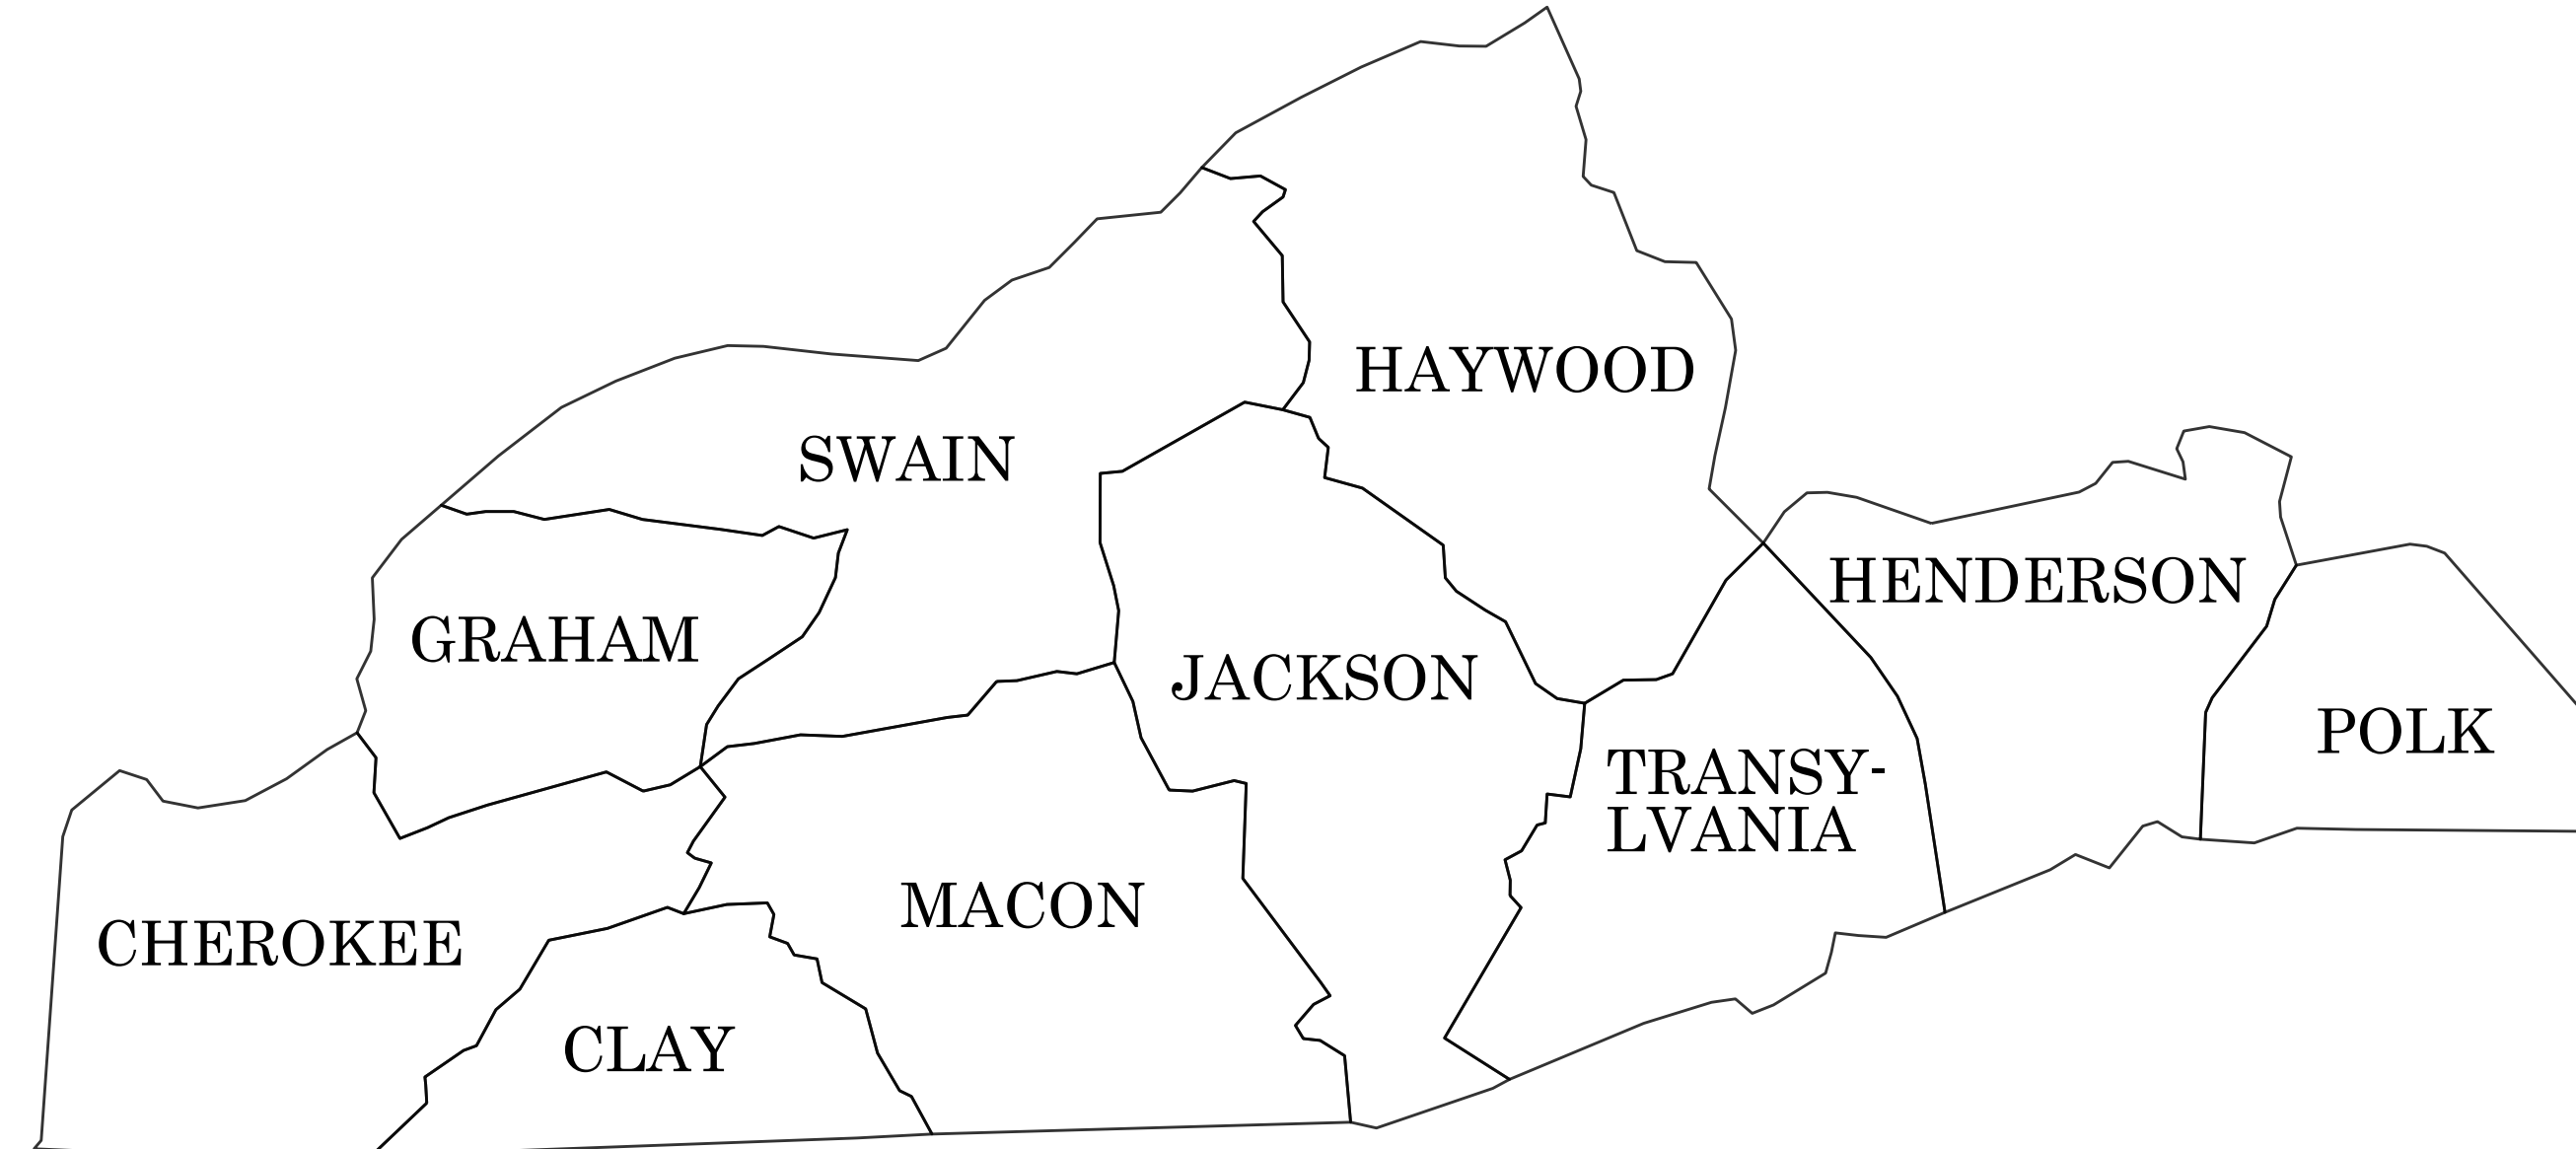 HAYWOOD
SWAIN
HENDERSON
GRAHAM
JACKSON
POLK
TRANSY-
LVANIA
MACON
CHEROKEE
CLAY